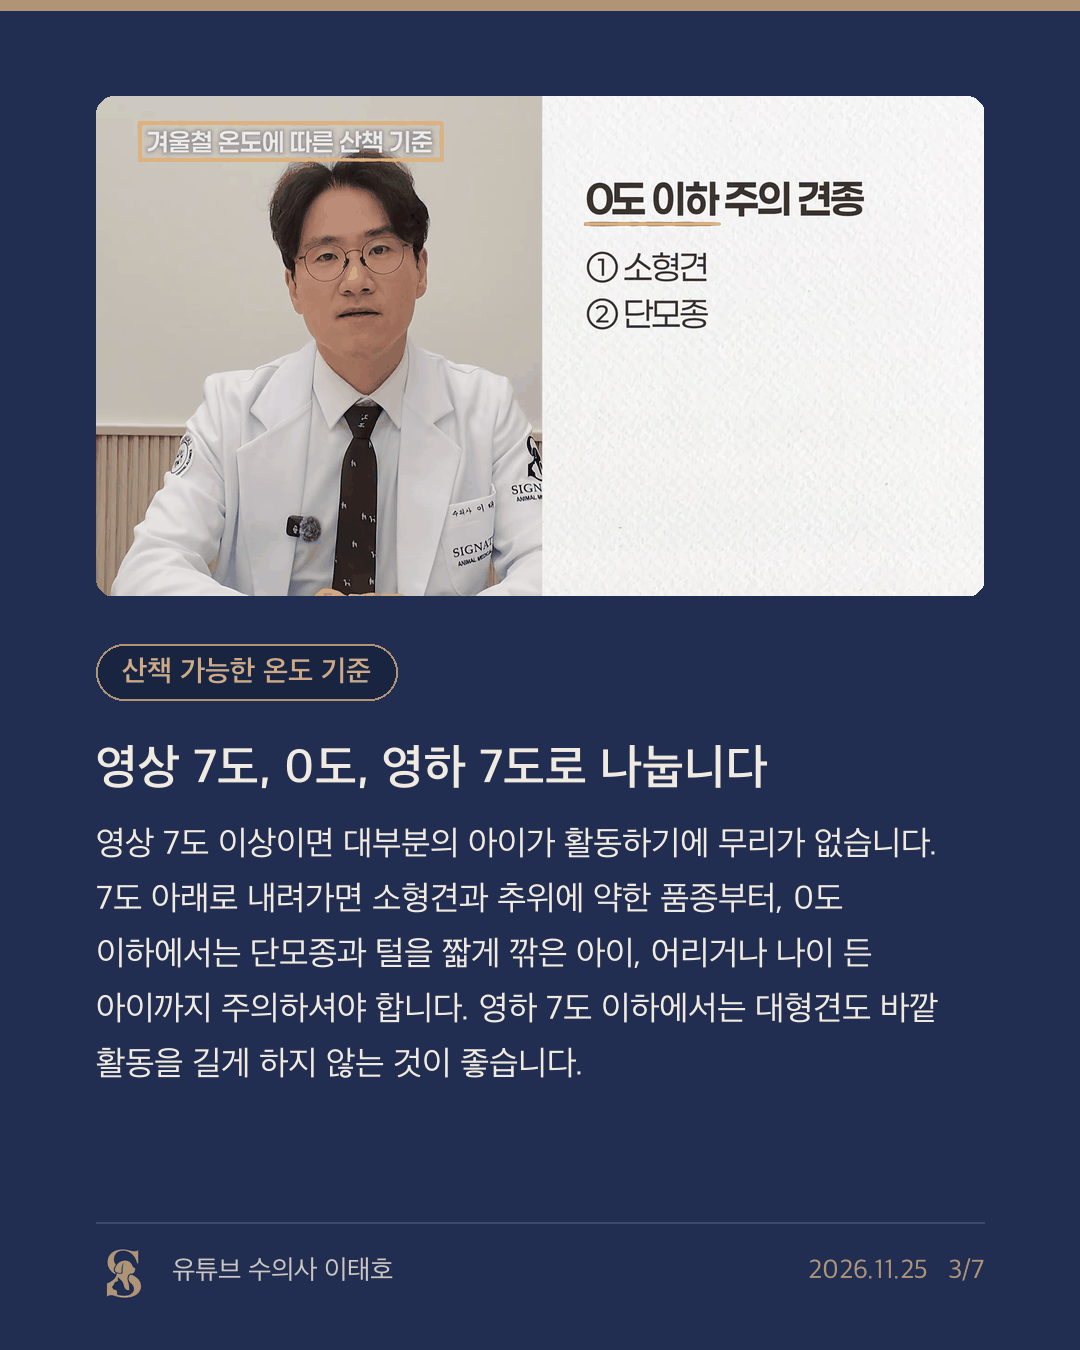 겨울철 온도에 따른 산책 기준
0도 이하 주의 견종
① 소형견
② 단모종
수의사 이태
SIGNAT
산책 가능한 온도 기준
영상 7도, 0도, 영하 7도로 나눕니다
영상 7도 이상이면 대부분의 아이가 활동하기에 무리가 없습니다.
7도 아래로 내려가면 소형견과 추위에 약한 품종부터, 0도
이하에서는 단모종과 털을 짧게 깎은 아이, 어리거나 나이 든
아이까지 주의하셔야 합니다. 영하 7도 이하에서는 대형견도 바깥
활동을 길게 하지 않는 것이 좋습니다.
유튜브 수의사 이태호
2026.11.25 3/7